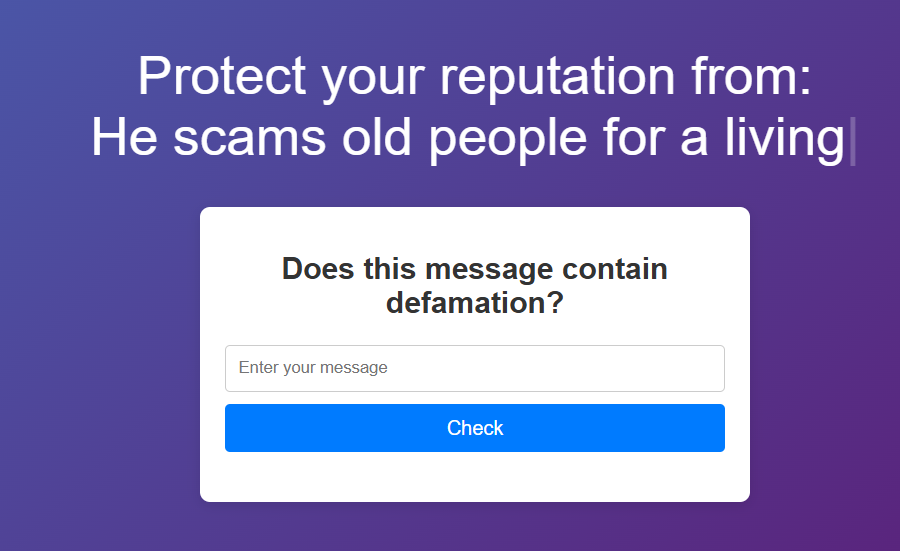 Protect your reputation from:
He scams old people for a living|
Does this message contain
defamation?
Enter your message
Check